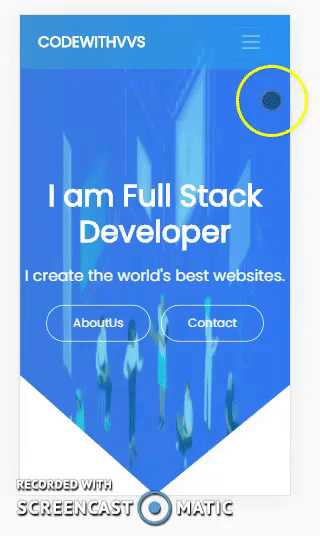 CODEWITHVVS
I am Full Stack
Developer
I create the world's best websites.
AboutUs
Contact
RECORDED WITH
SCREENCAST MATIC